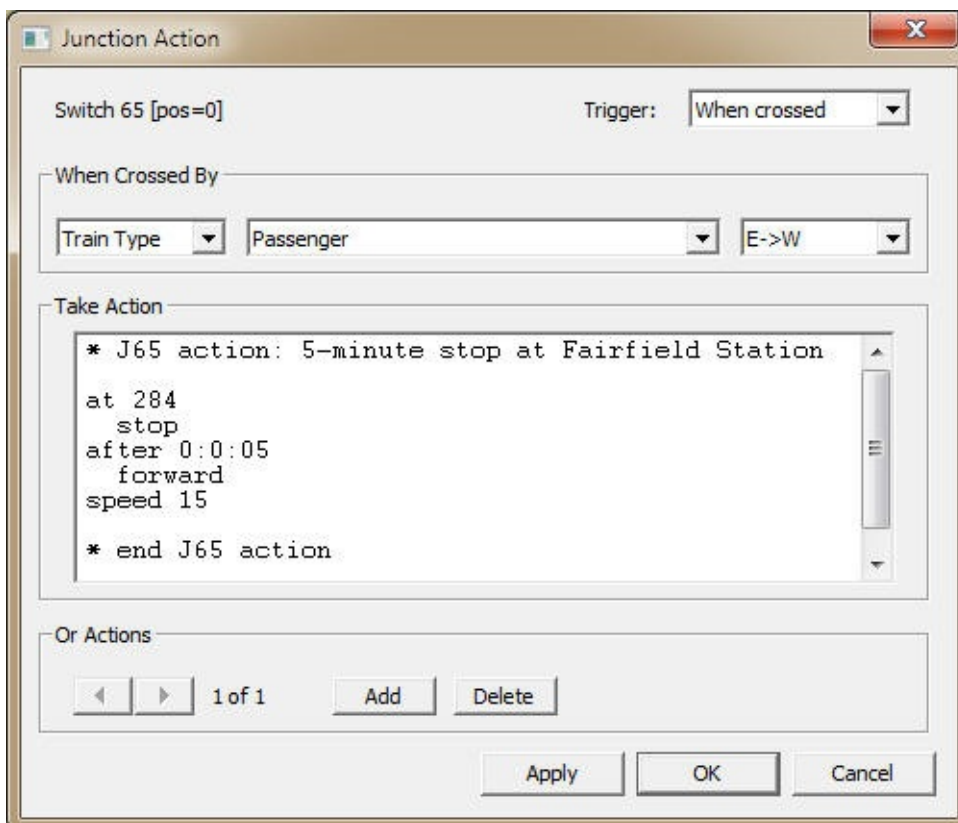 Junction Action
Switch 65 [pos=0]
Trigger: When crossed
When Crossed By
Train Type Passenger E->W
Take Action
* J65 action: 5-minute stop at Fairfield Station
at 284
stop
after 0:0:05
forward
speed 15
* end J65 action
Or Actions
1 of 1 Add Delete
Apply OK Cancel